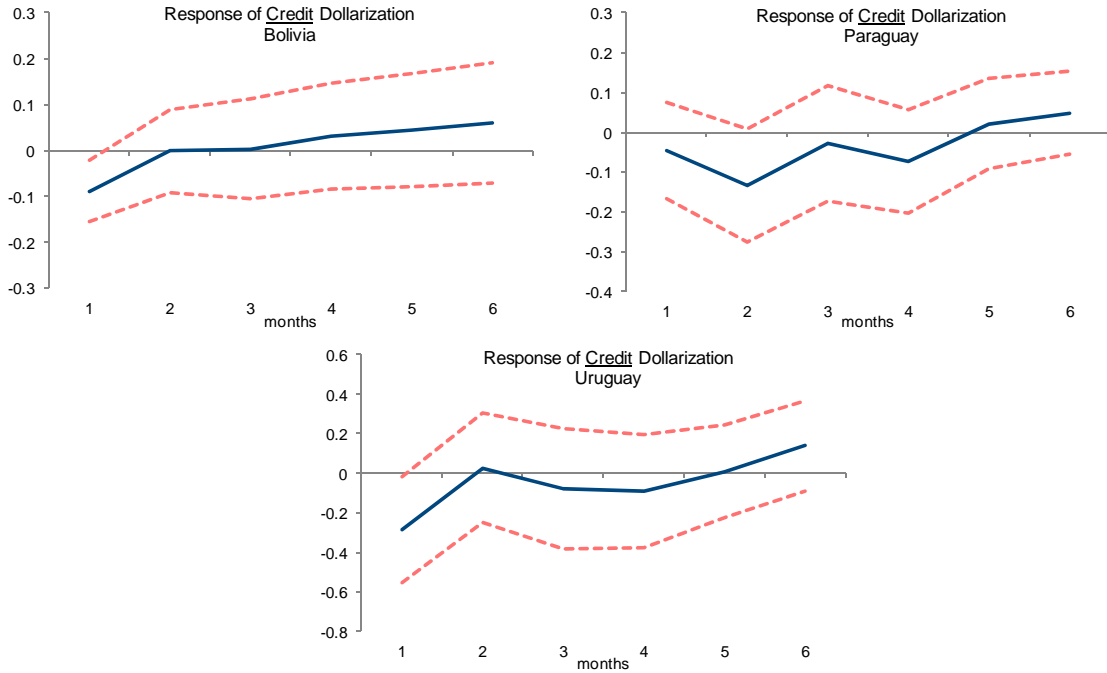 Response of Credit Dollarization
Bolivia
0.3
0.2
0.1
0
-0.1
-0.2
-0.3
1 2 3 4 5 6
months
Response of Credit Dollarization
Paraguay
0.3
0.2
0.1
0
-0.1
-0.2
-0.3
-0.4
1 2 3 4 5 6
months
Response of Credit Dollarization
Uruguay
0.6
0.4
0.2
0
-0.2
-0.4
-0.6
-0.8
1 2 3 4 5 6
months